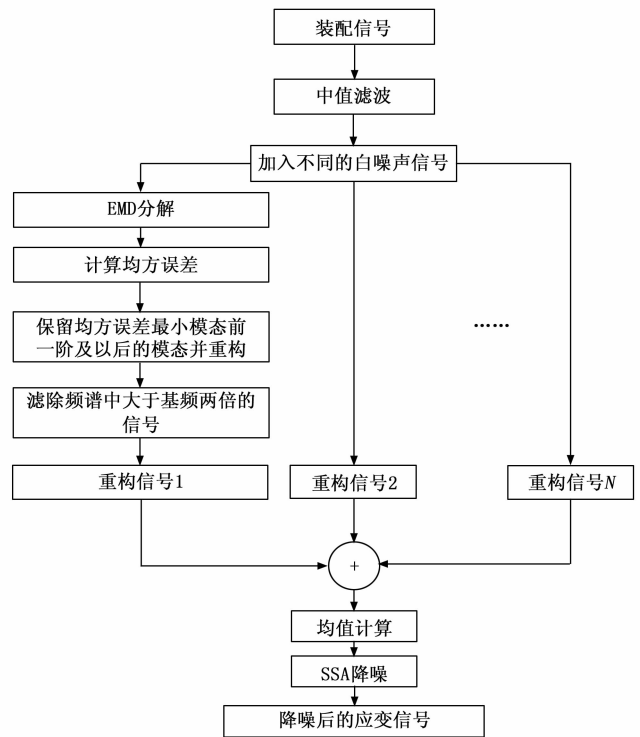 装配信号
中值滤波
加入不同的白噪声信号
EMD分解
计算均方误差
保留均方误差最小模态前
一阶及以后的模态并重构
......
滤除频谱中大于基频两倍的
信号
重构信号1
重构信号2
重构信号N
+
均值计算
SSA降噪
降噪后的应变信号